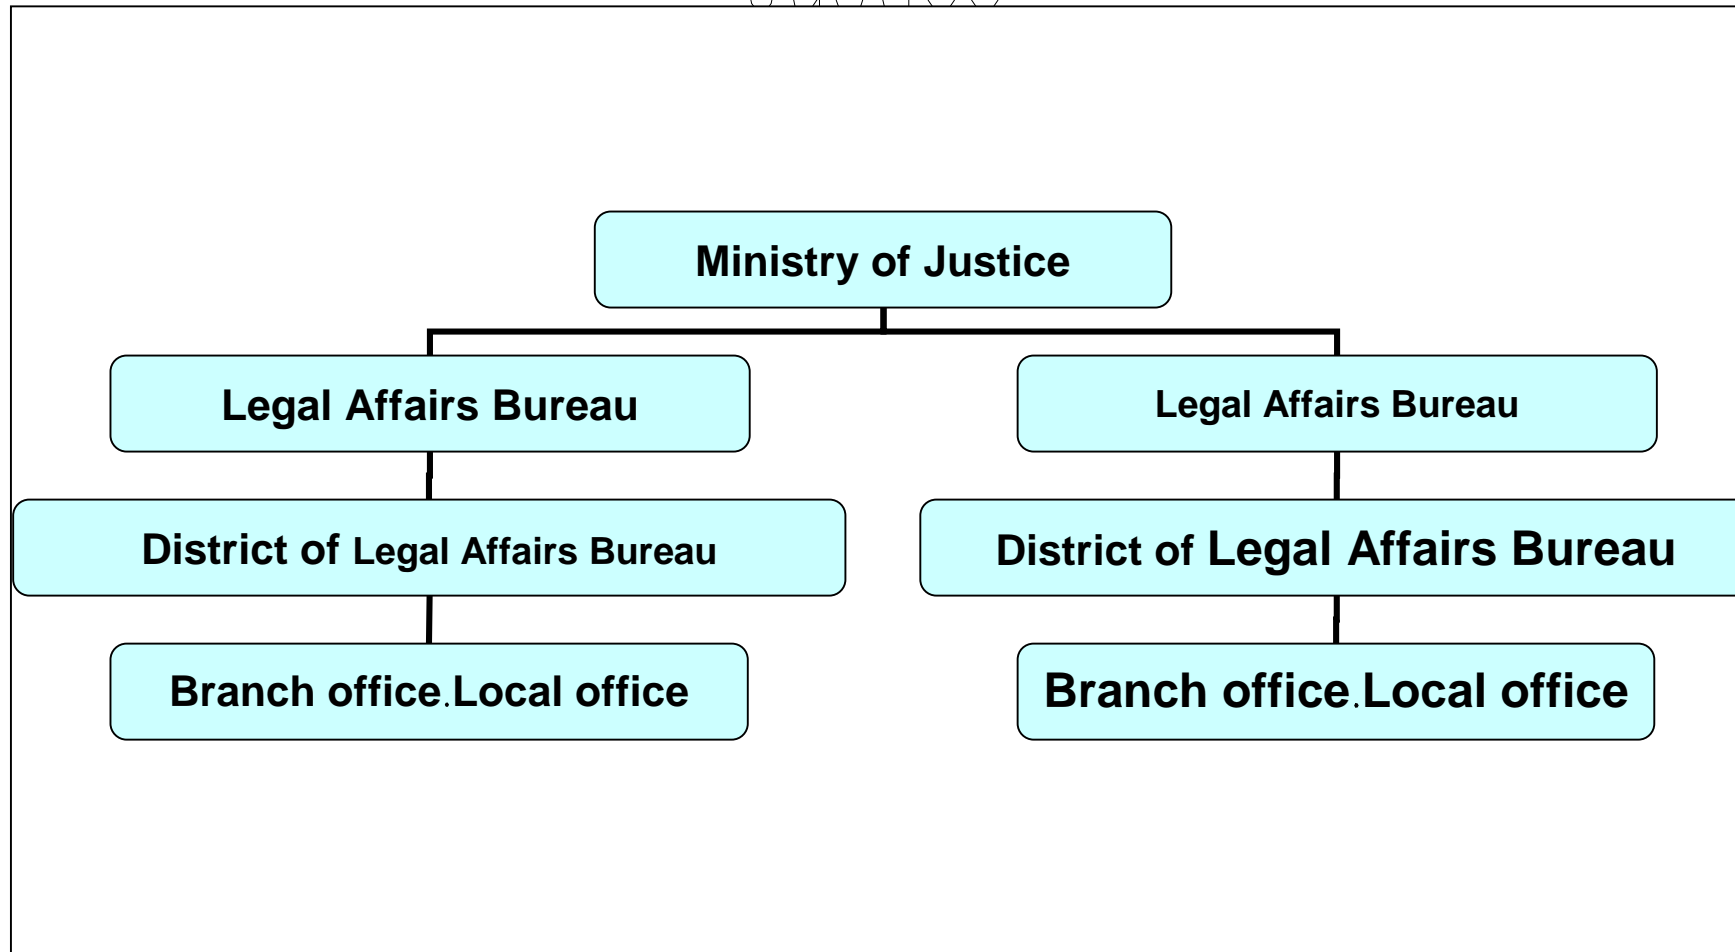 Ministry of Justice
Legal Affairs Bureau
Legal Affairs Bureau
District of Legal Affairs Bureau
District of Legal Affairs Bureau
Branch office.Local office
Branch office.Local office